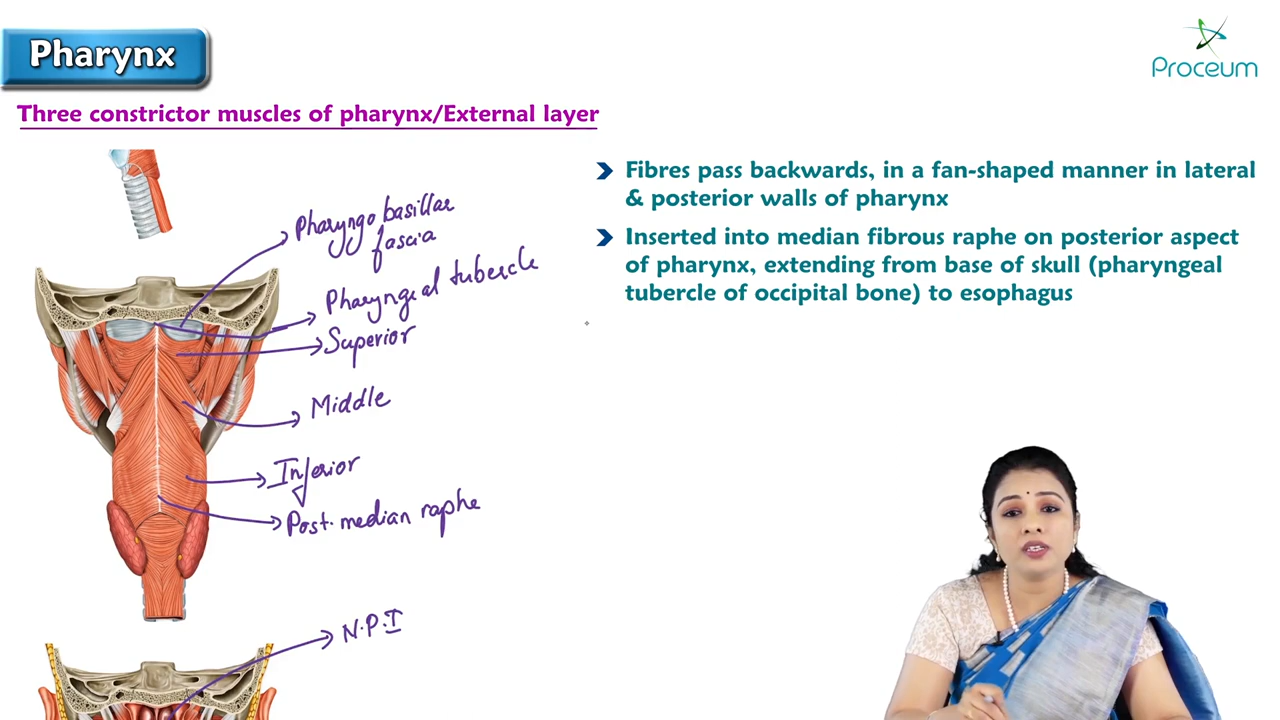 Pharynx
Proceum
Three constrictor muscles of pharynx/External layer
Fibres pass backwards, in a fan-shaped manner in lateral
& posterior walls of pharynx
Inserted into median fibrous raphe on posterior aspect
of pharynx, extending from base of skull (pharyngeal
tubercle of occipital bone) to esophagus
Pharyngobasillar
fascia
Pharyngeal tubercle
Superior
Middle
Inferior
Post. median raphe
N.P.I